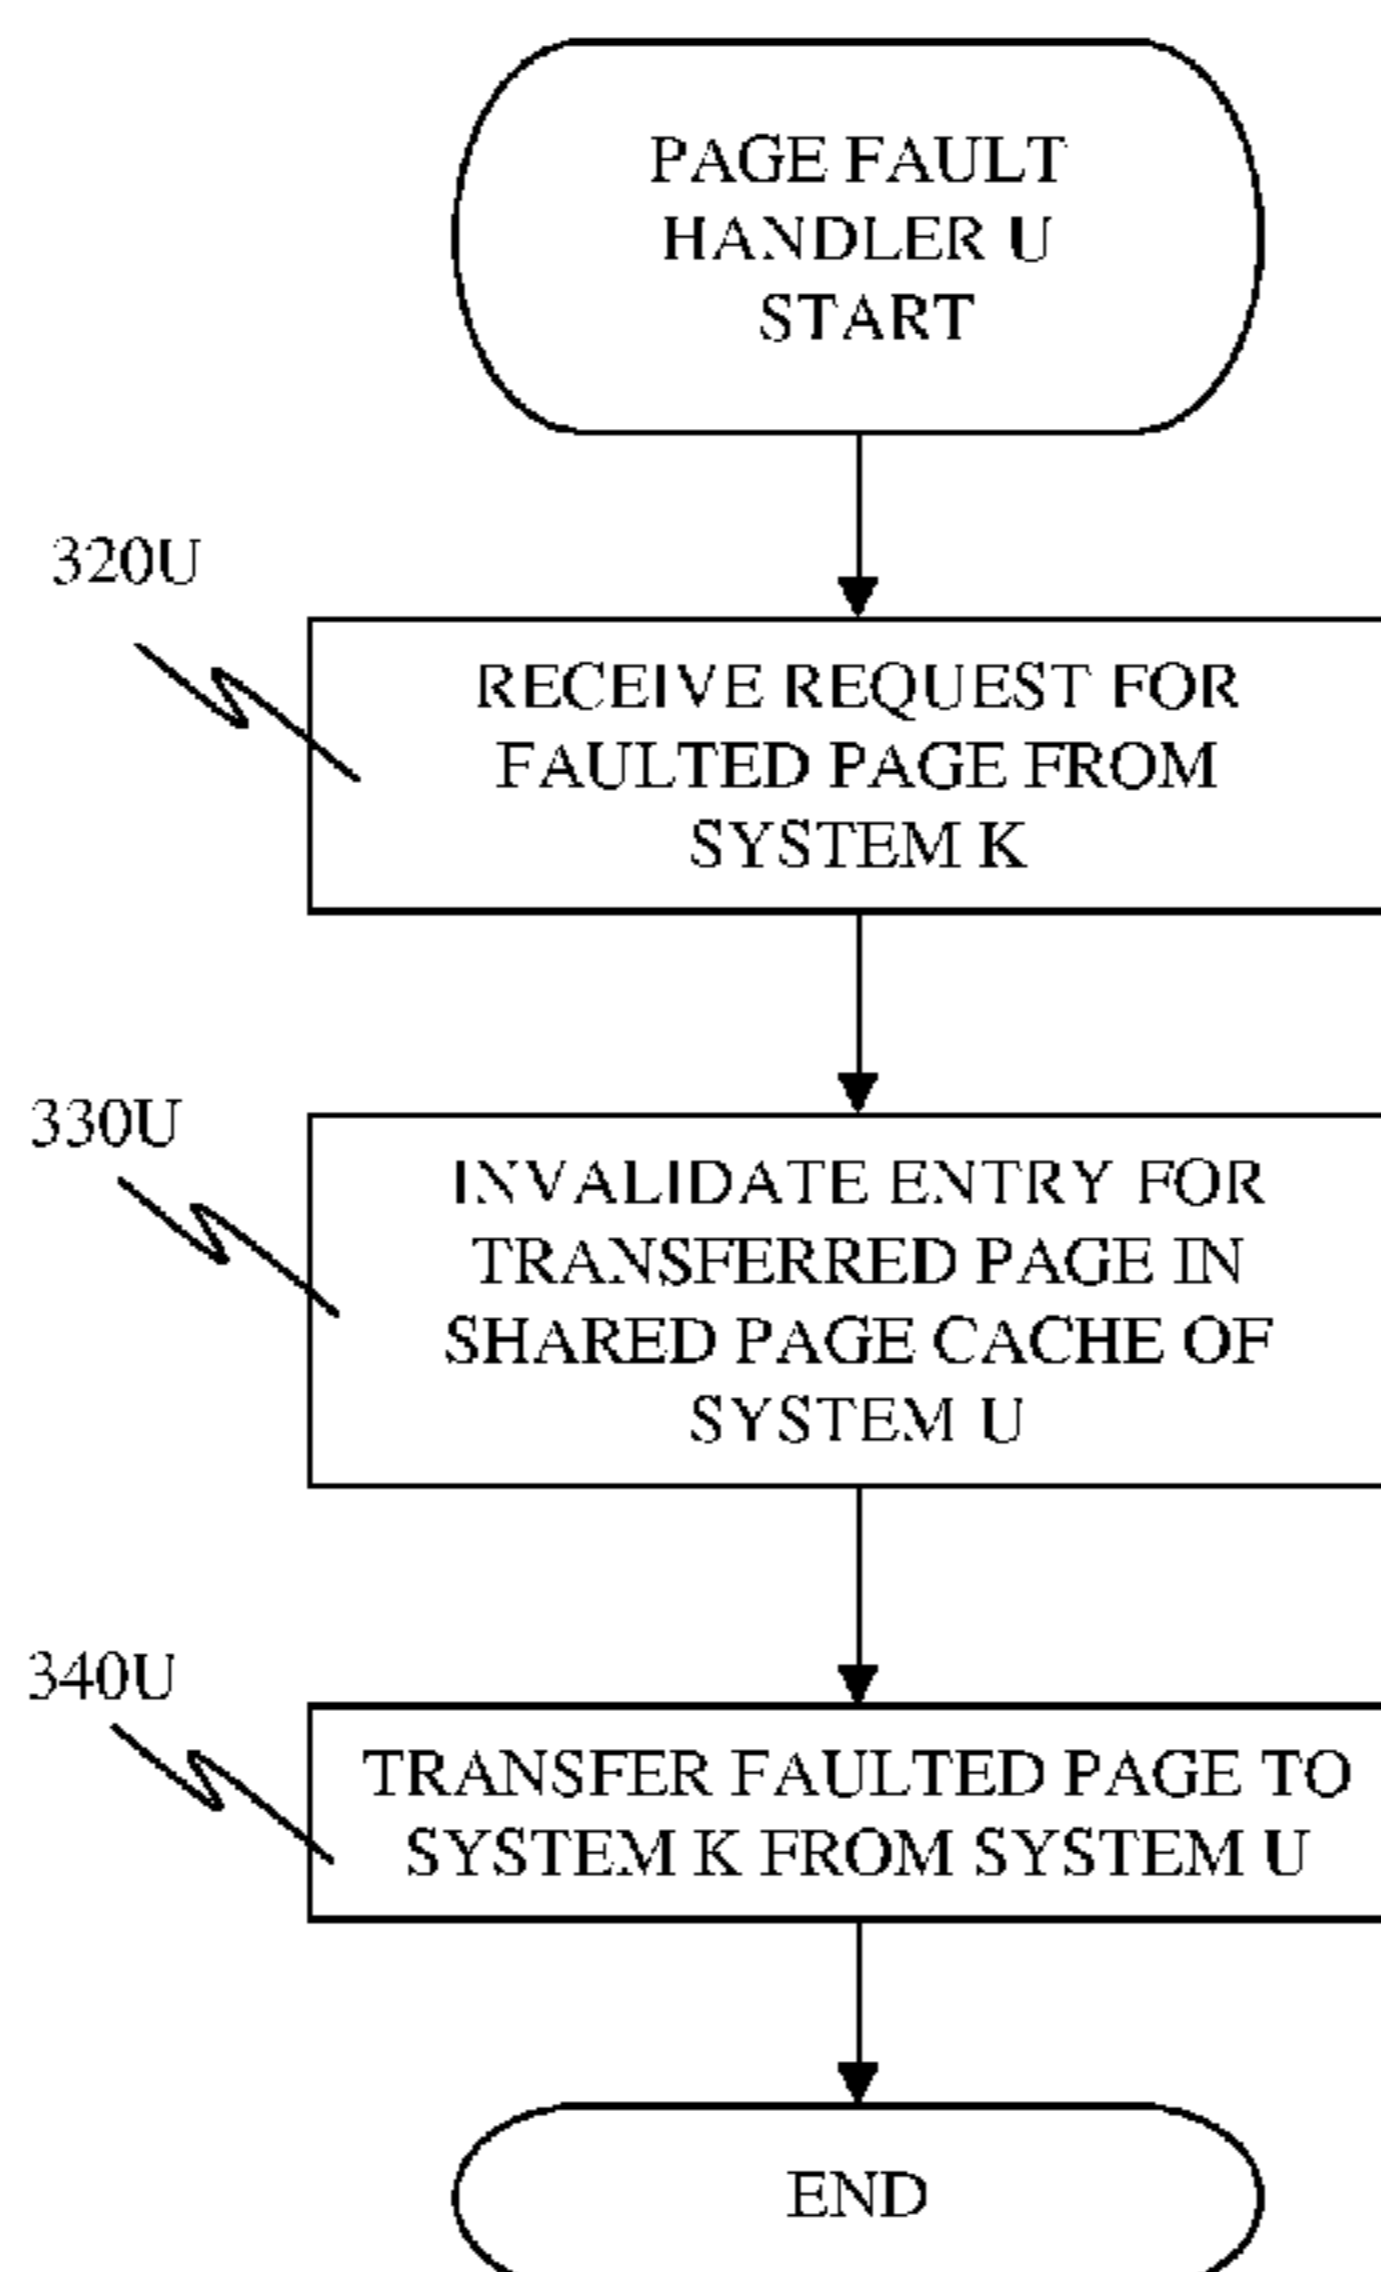 PAGE FAULT
HANDLER U
START
320U
RECEIVE REQUEST FOR
FAULTED PAGE FROM
SYSTEM K
330U
INVALIDATE ENTRY FOR
TRANSFERRED PAGE IN
SHARED PAGE CACHE OF
SYSTEM U
340U
TRANSFER FAULTED PAGE TO
SYSTEM K FROM SYSTEM U
END